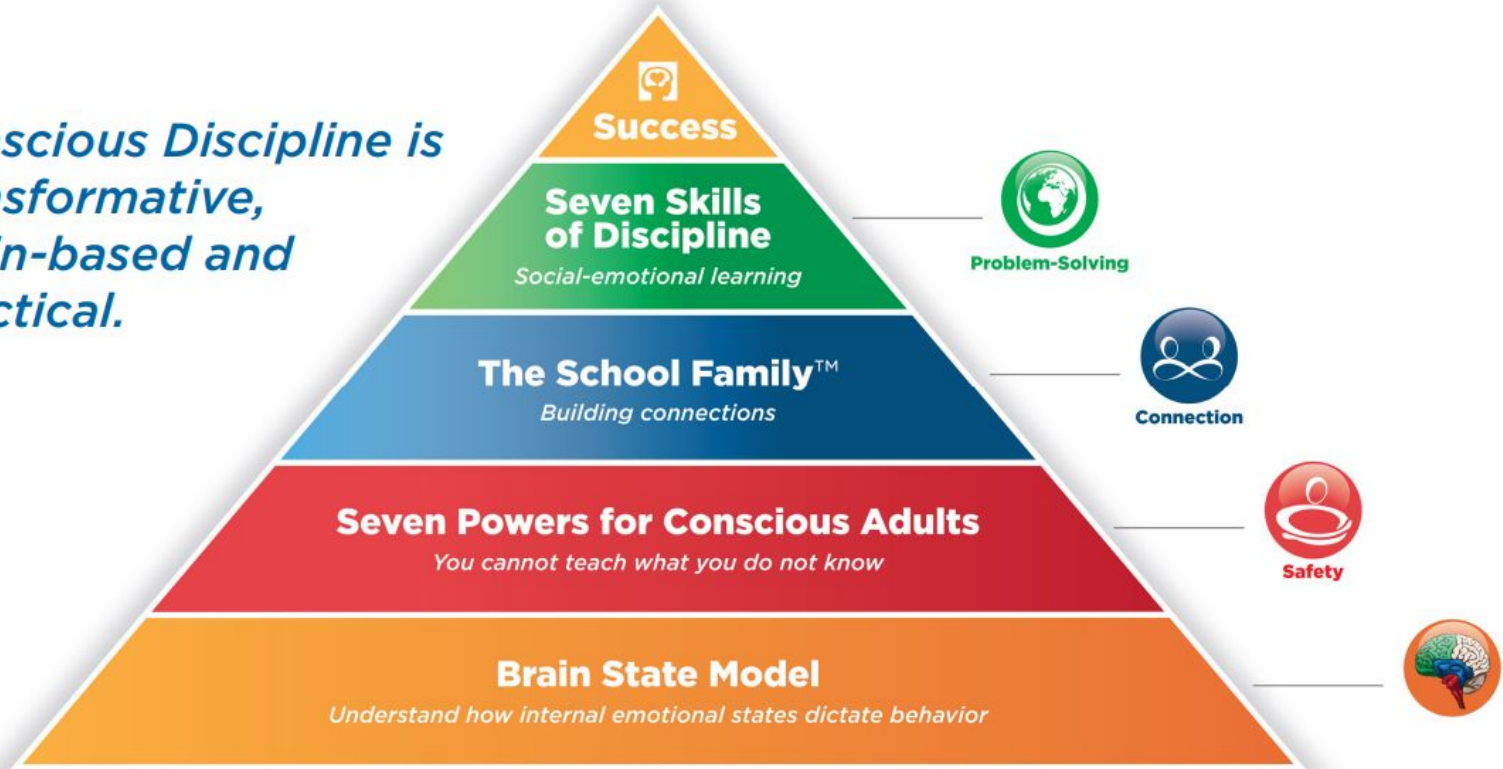 scious Discipline is
nsformative,
in-based and
ctical.
Success
Seven Skills
of Discipline
Social-emotional learning
Problem-Solving
The School Family™
Building connections
Connection
Seven Powers for Conscious Adults
You cannot teach what you do not know
Safety
Brain State Model
Understand how internal emotional states dictate behavior